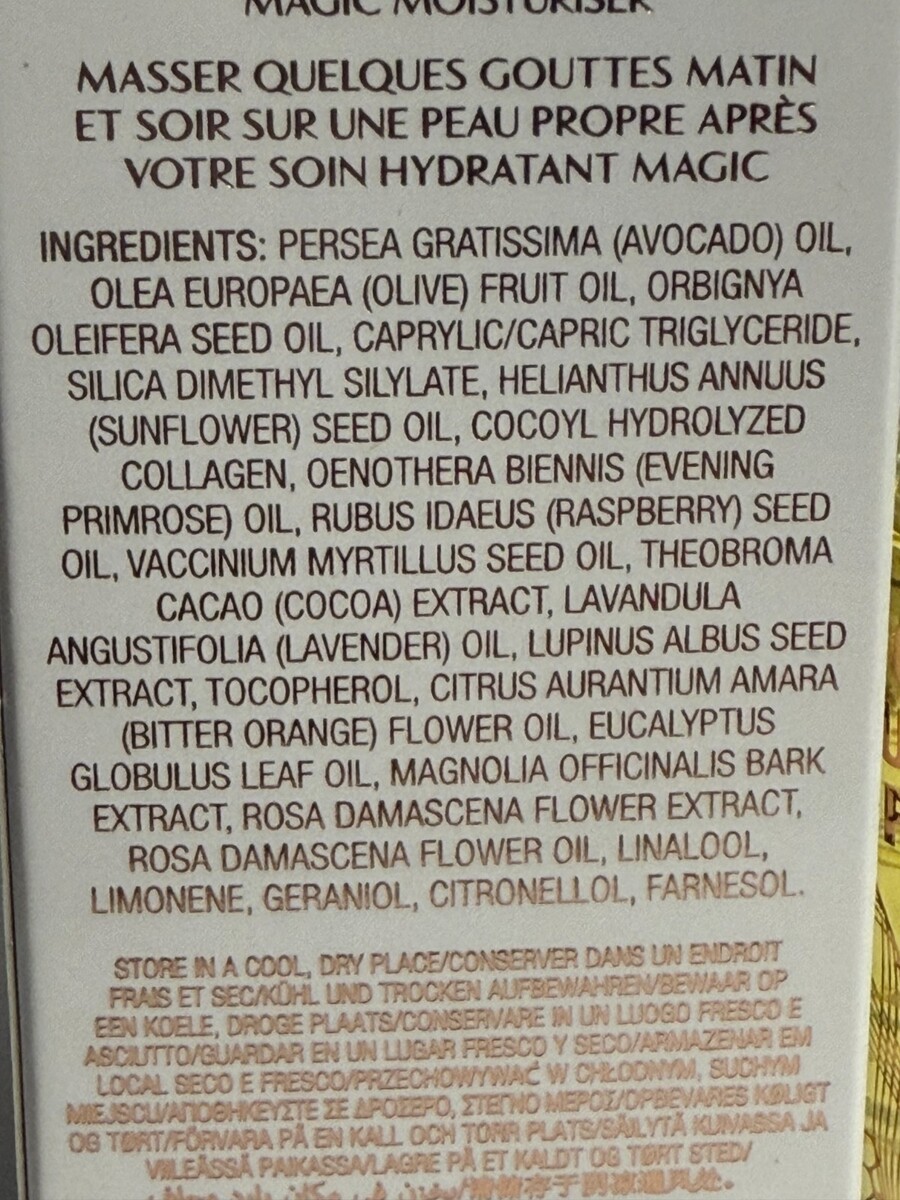 MAGIC MOISTURISER
MASSER QUELQUES GOUTTES MATIN
ET SOIR SUR UNE PEAU PROPRE APRÈS
VOTRE SOIN HYDRATANT MAGIC
INGREDIENTS: PERSEA GRATISSIMA (AVOCADO) OIL,
OLEA EUROPAEA (OLIVE) FRUIT OIL, ORBIGNYA
OLEIFERA SEED OIL, CAPRYLIC/CAPRIC TRIGLYCERIDE,
SILICA DIMETHYL SILYLATE, HELIANTHUS ANNUUS
(SUNFLOWER) SEED OIL, COCOYL HYDROLYZED
COLLAGEN, OENOTHERA BIENNIS (EVENING
PRIMROSE) OIL, RUBUS IDAEUS (RASPBERRY) SEED
OIL, VACCINIUM MYRTILLUS SEED OIL, THEOBROMA
CACAO (COCOA) EXTRACT, LAVANDULA
ANGUSTIFOLIA (LAVENDER) OIL, LUPINUS ALBUS SEED
EXTRACT, TOCOPHEROL, CITRUS AURANTIUM AMARA
(BITTER ORANGE) FLOWER OIL, EUCALYPTUS
GLOBULUS LEAF OIL, MAGNOLIA OFFICINALIS BARK
EXTRACT, ROSA DAMASCENA FLOWER EXTRACT,
ROSA DAMASCENA FLOWER OIL, LINALOOL,
LIMONENE, GERANIOL, CITRONELLOL, FARNESOL.
STORE IN A COOL, DRY PLACE/CONSERVER DANS UN ENDROIT
FRAIS ET SEC/KÜHL UND TROCKEN AUFBEWAHREN/BEWAAR OP
EEN KOELE, DROGE PLAATS/CONSERVARE IN UN LUOGO FRESCO E
ASCIUTTO/GUARDAR EN UN LUGAR FRESCO Y SECO/ARMAZENAR EM
LOCAL SECO E FRESCO/PRZECHOWYWAĆ W CHŁODNYM, SUCHYM
MIEJSCU/ΑΠΟΘΗΚΕΥΣΤΕ ΣΕ ΔΡΟΣΕΡΟ, ΣΤΕΓΝΟ ΜΕΡΟΣ/OPBEVARES KØLIGT
OG TØRT/FÖRVARA PÅ EN KALL OCH TORR PLATS/SÄILYTÄ KUIVASSA JA
VIILEÄSSÄ PAIKASSA/LAGRE PÅ ET KALDT OG TØRT STED/